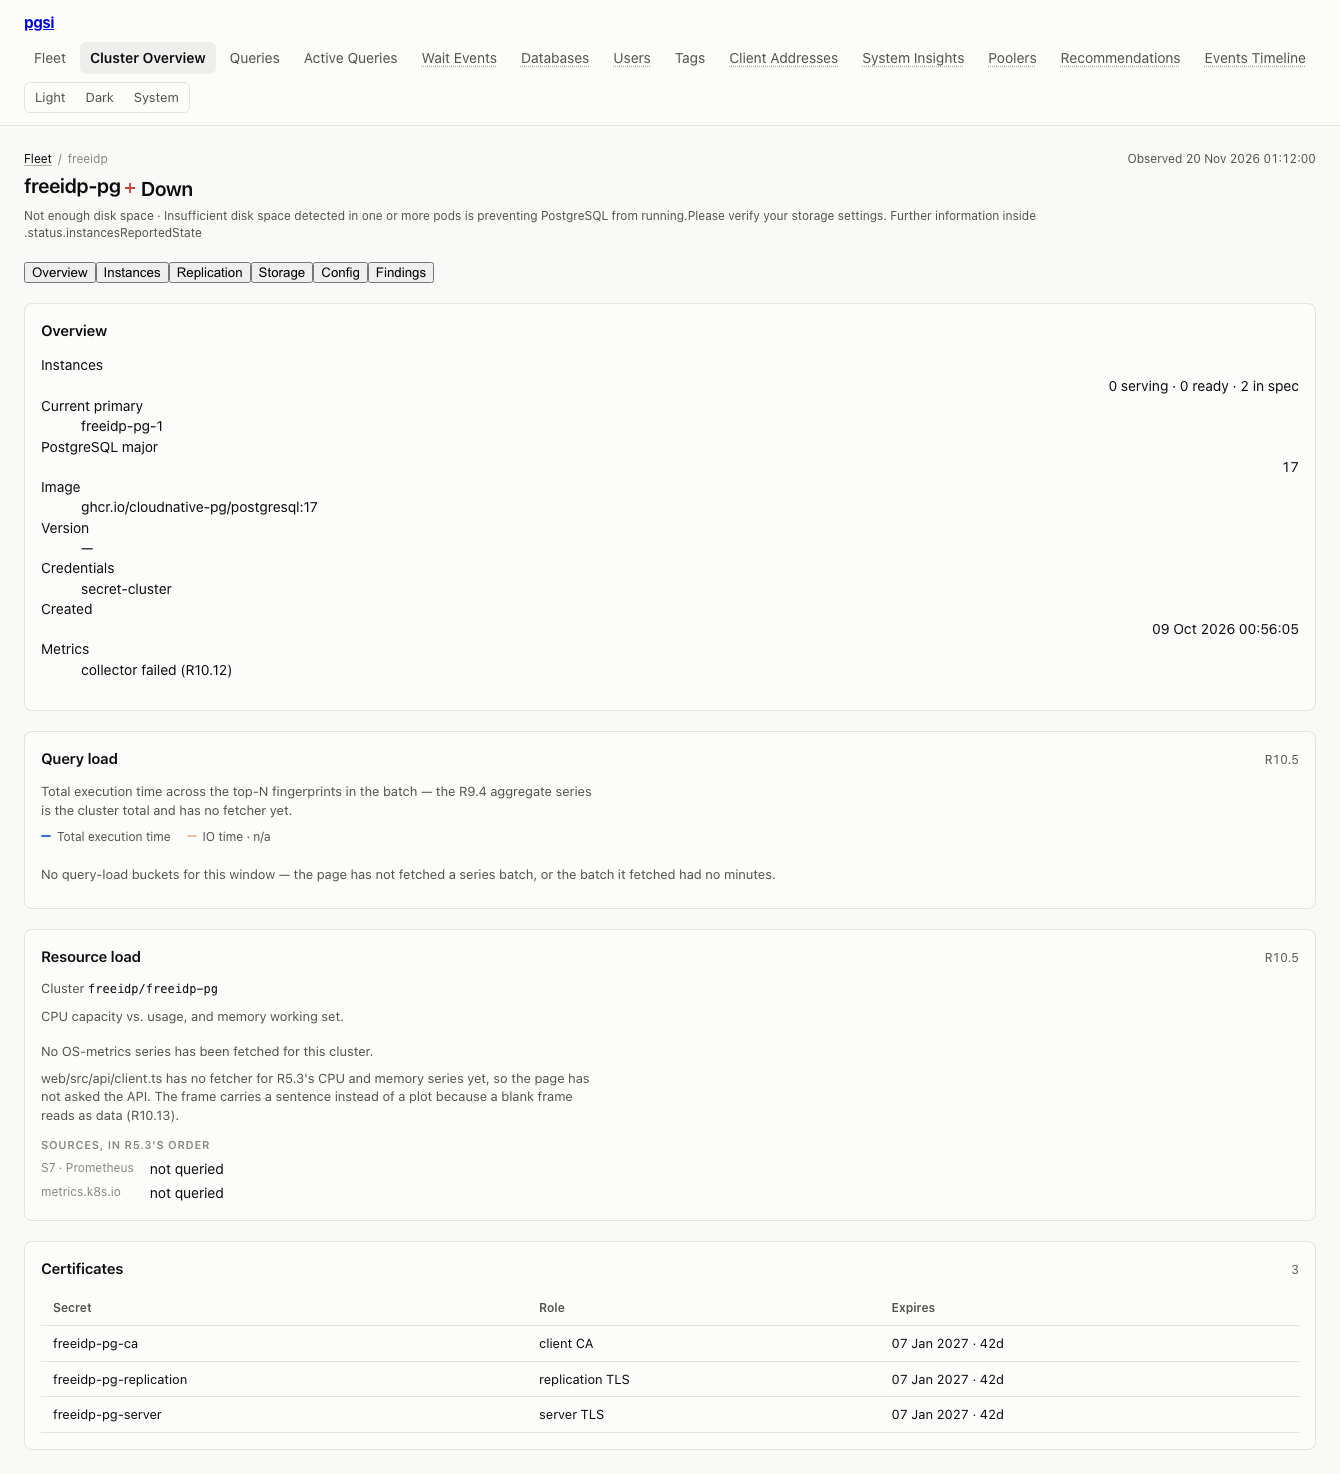 pgsi
Fleet Cluster Overview Queries Active Queries Wait Events Databases Users Tags Client Addresses System Insights Poolers Recommendations Events Timeline
Light Dark System
Fleet / freeidp
Observed 20 Nov 2026 01:12:00
freeidp-pg + Down
Not enough disk space · Insufficient disk space detected in one or more pods is preventing PostgreSQL from running.Please verify your storage settings. Further information inside
.status.instancesReportedState
Overview Instances Replication Storage Config Findings
Overview
Instances
0 serving · 0 ready · 2 in spec
Current primary
freeidp-pg-1
PostgreSQL major
17
Image
ghcr.io/cloudnative-pg/postgresql:17
Version
—
Credentials
secret-cluster
Created
09 Oct 2026 00:56:05
Metrics
collector failed (R10.12)
Query load R10.5
Total execution time across the top-N fingerprints in the batch — the R9.4 aggregate series
is the cluster total and has no fetcher yet.
Total execution time IO time · n/a
No query-load buckets for this window — the page has not fetched a series batch, or the batch it fetched had no minutes.
Resource load R10.5
Cluster freeidp/freeidp-pg
CPU capacity vs. usage, and memory working set.
No OS-metrics series has been fetched for this cluster.
web/src/api/client.ts has no fetcher for R5.3's CPU and memory series yet, so the page has
not asked the API. The frame carries a sentence instead of a plot because a blank frame
reads as data (R10.13).
SOURCES, IN R5.3'S ORDER
S7 · Prometheus not queried
metrics.k8s.io not queried
Certificates 3
Secret Role Expires
freeidp-pg-ca client CA 07 Jan 2027 · 42d
freeidp-pg-replication replication TLS 07 Jan 2027 · 42d
freeidp-pg-server server TLS 07 Jan 2027 · 42d